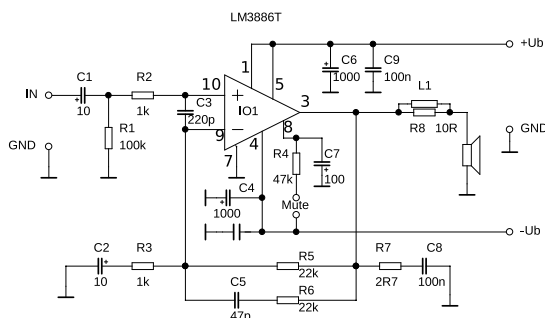 LM3886T
+Ub
1
5
C6
1000
C9
100n
L1
IN
C1
+
10
R2
1k
10
C3
220p
+
IO1
−
3
R8 10R
GND
R1
100k
9
7
4
8
R4
47k
C7
100
GND
C4
1000
Mute
-Ub
C2
10
R3
1k
R5
22k
R7
2R7
C8
100n
C5
47p
R6
22k